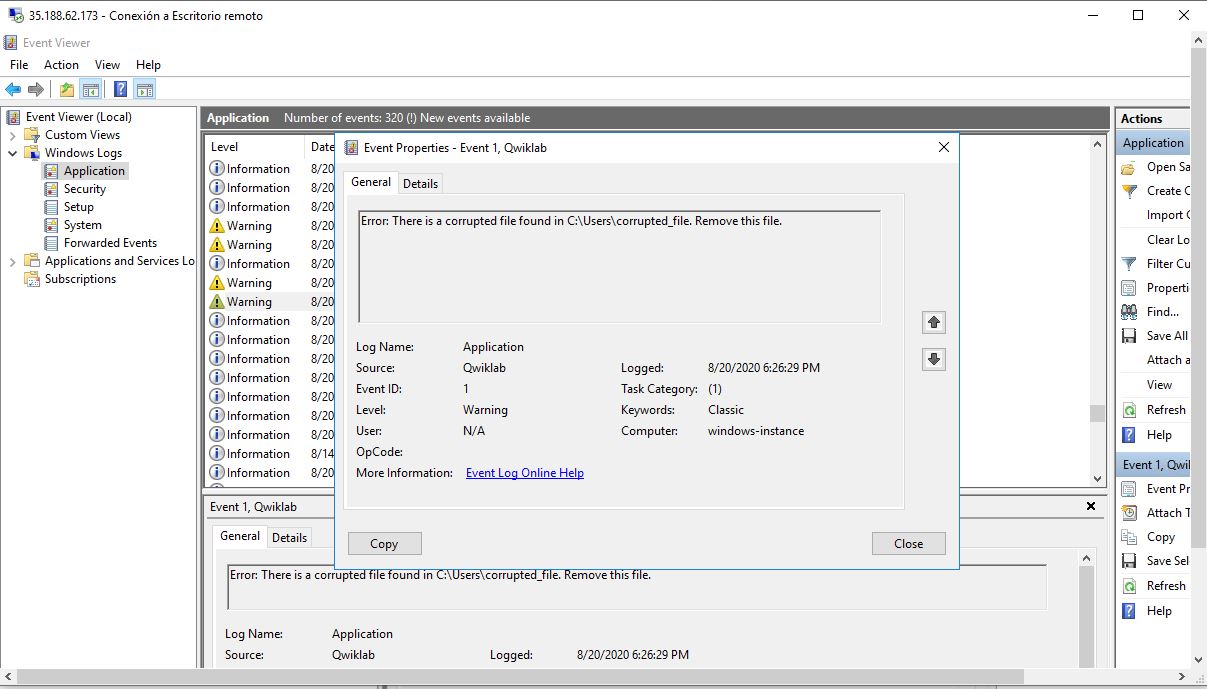 35.188.62.173 - Conexión a Escritorio remoto
Event Viewer
File Action View Help
Event Viewer (Local)
Custom Views
Windows Logs
Application
Security
Setup
System
Forwarded Events
Applications and Services Lo
Subscriptions
Application Number of events: 320 (!) New events available
Level Date
Information 8/20
Information 8/20
Information 8/20
Warning 8/20
Warning 8/20
Information 8/20
Warning 8/20
Warning 8/20
Information 8/20
Information 8/20
Information 8/20
Information 8/20
Information 8/20
Information 8/20
Information 8/20
Information 8/14
Information 8/20
Event Properties - Event 1, Qwiklab
General Details
Error: There is a corrupted file found in C:\Users\corrupted_file. Remove this file.
Log Name: Application
Source: Qwiklab Logged: 8/20/2020 6:26:29 PM
Event ID: 1 Task Category: (1)
Level: Warning Keywords: Classic
User: N/A Computer: windows-instance
OpCode:
More Information: Event Log Online Help
Copy Close
Event 1, Qwiklab
General Details
Error: There is a corrupted file found in C:\Users\corrupted_file. Remove this file.
Log Name: Application
Source: Qwiklab Logged: 8/20/2020 6:26:29 PM
Actions
Application
Open Sa
Create C
Import C
Clear Lo
Filter Cu
Properti
Find...
Save All
Attach a
View
Refresh
Help
Event 1, Qwi
Event Pr
Attach T
Copy
Save Sel
Refresh
Help